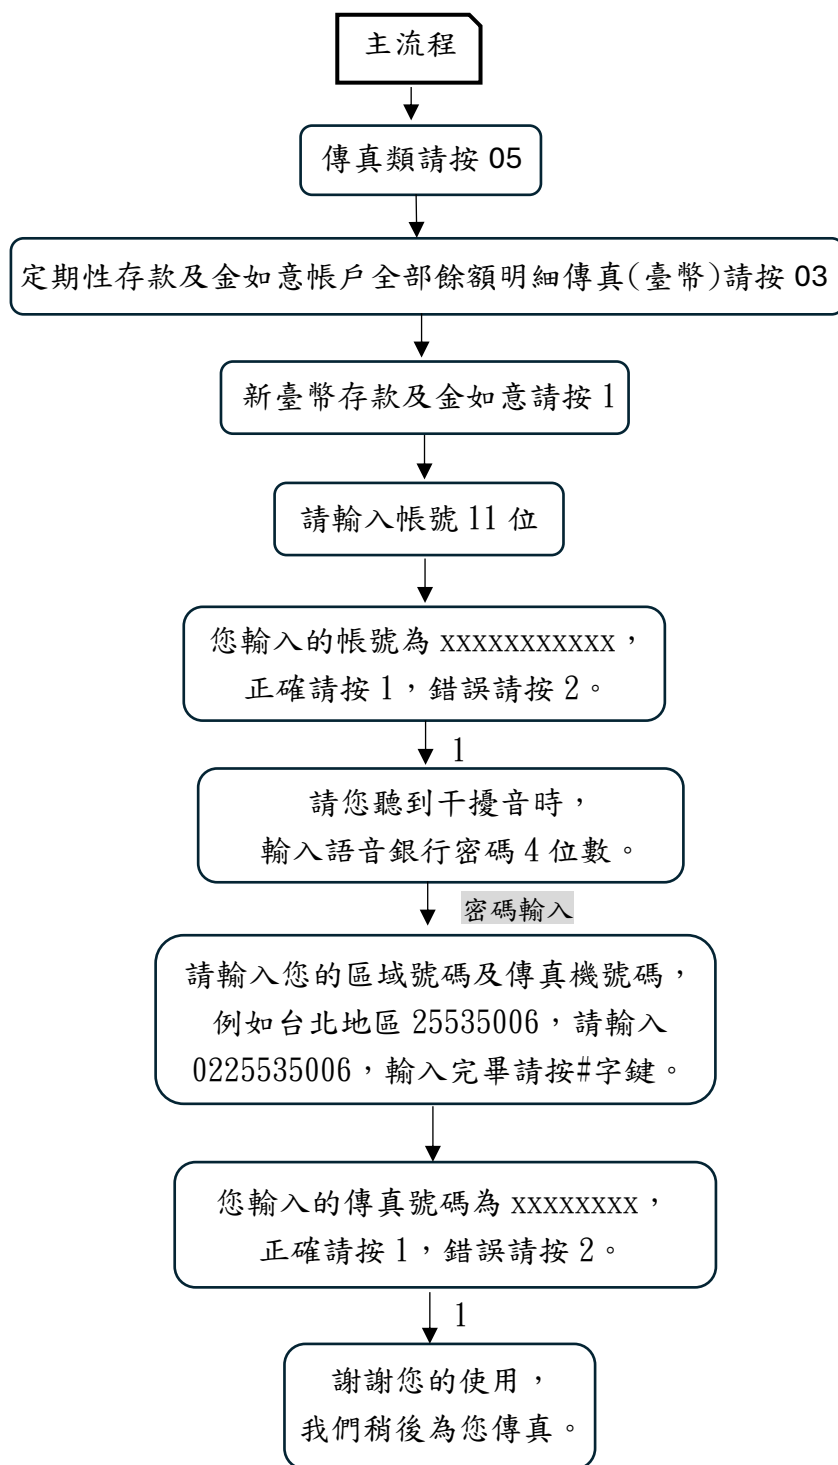 主流程
傳真類請按 05
定期性存款及金如意帳戶全部餘額明細傳真(臺幣)請按 03
新臺幣存款及金如意請按 1
請輸入帳號 11 位
您輸入的帳號為 xxxxxxxxxxx，
正確請按 1，錯誤請按 2。
1
請您聽到干擾音時，
輸入語音銀行密碼 4 位數。
密碼輸入
請輸入您的區域號碼及傳真機號碼，
例如台北地區 25535006，請輸入
0225535006，輸入完畢請按#字鍵。
您輸入的傳真號碼為 xxxxxxxx，
正確請按 1，錯誤請按 2。
1
謝謝您的使用，
我們稍後為您傳真。